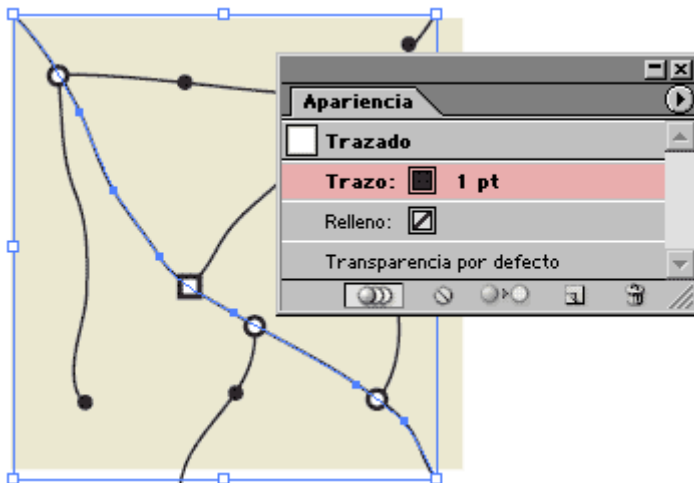 Apariencia
Trazado
Trazo: 1 pt
Relleno:
Transparencia por defecto